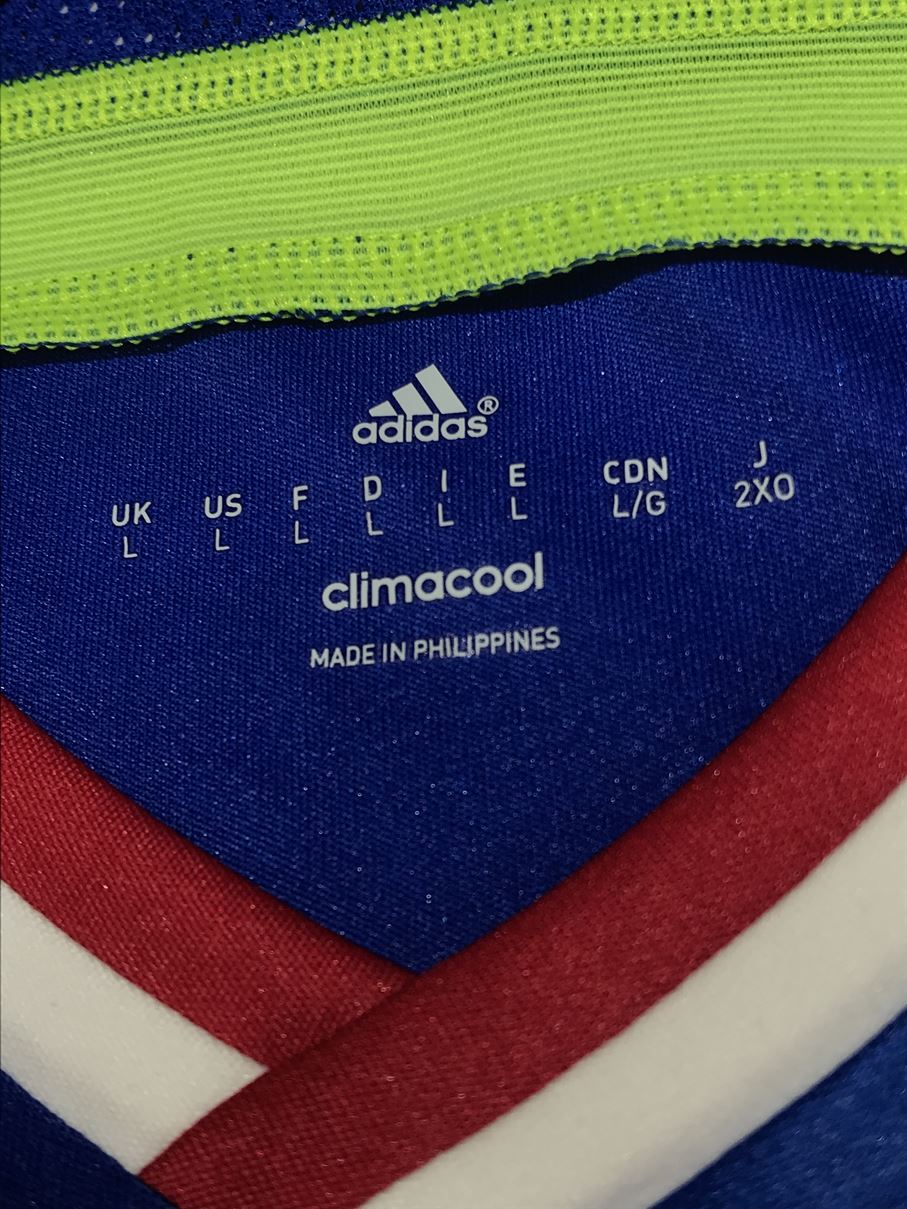 adidas®
UK US F D I E CDN J
L L L L L L L/G 2XO
climacool
MADE IN PHILIPPINES